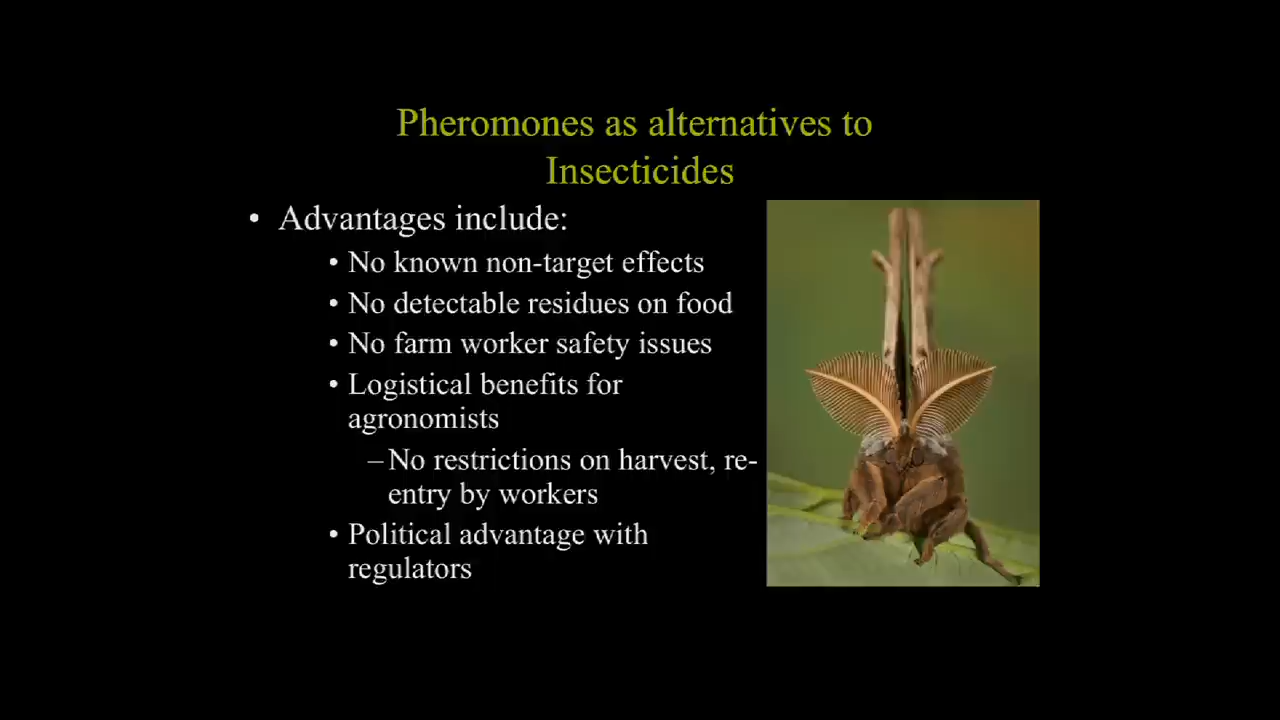 Pheromones as alternatives to
Insecticides
• Advantages include:
• No known non-target effects
• No detectable residues on food
• No farm worker safety issues
• Logistical benefits for
agronomists
–No restrictions on harvest, re-
entry by workers
• Political advantage with
regulators